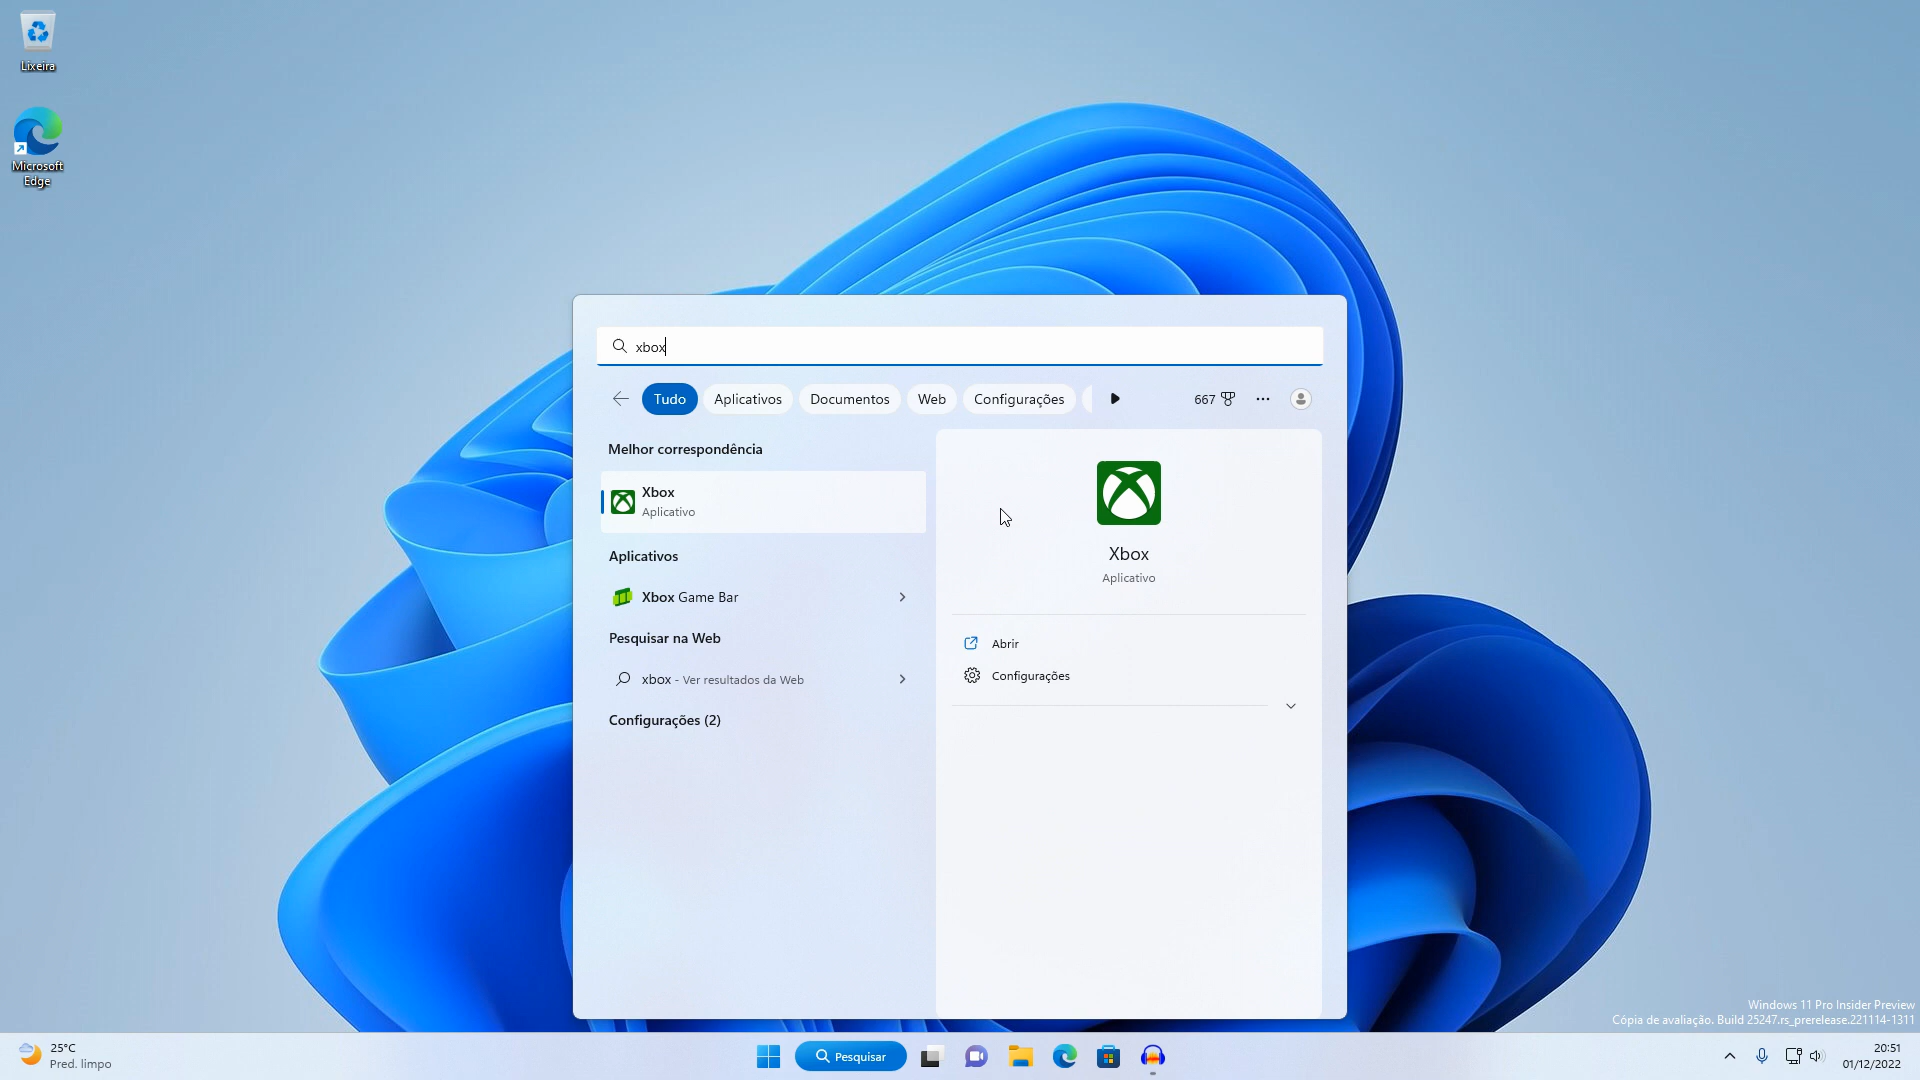 Lixeira
Microsoft
Edge
xbox
Tudo
Aplicativos
Documentos
Web
Configurações
667
Melhor correspondência
Xbox
Aplicativo
Aplicativos
Xbox Game Bar
Pesquisar na Web
xbox - Ver resultados da Web
Configurações (2)
Xbox
Aplicativo
Abrir
Configurações
Windows 11 Pro Insider Preview
Cópia de avaliação. Build 25247.rs_prerelease.221114-1311
25°C
Pred. limpo
Pesquisar
20:51
01/12/2022